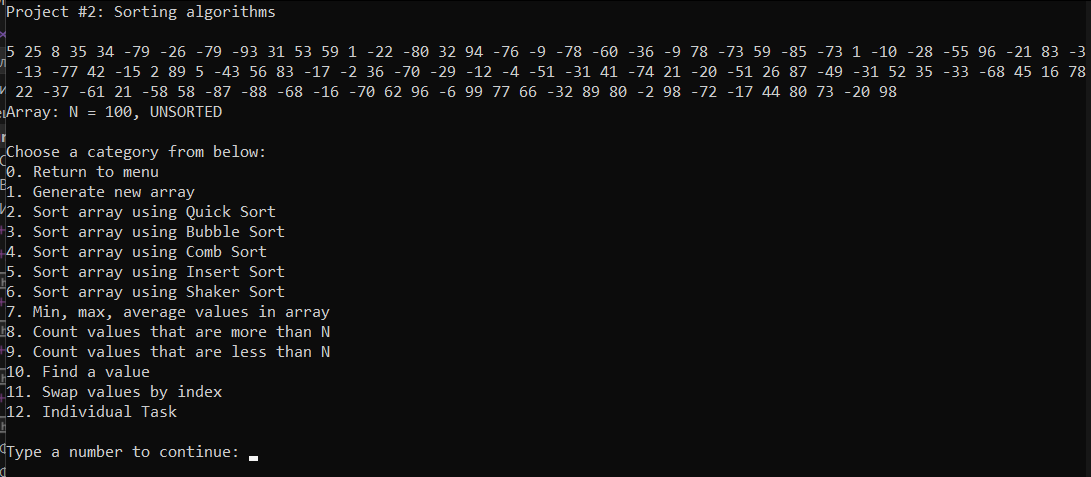 Project #2: Sorting algorithms
5 25 8 35 34 -79 -26 -79 -93 31 53 59 1 -22 -80 32 94 -76 -9 -78 -60 -36 -9 78 -73 59 -85 -73 1 -10 -28 -55 96 -21 83 -3
-13 -77 42 -15 2 89 5 -43 56 83 -17 -2 36 -70 -29 -12 -4 -51 -31 41 -74 21 -20 -51 26 87 -49 -31 52 35 -33 -68 45 16 78
22 -37 -61 21 -58 58 -87 -88 -68 -16 -70 62 96 -6 99 77 66 -32 89 80 -2 98 -72 -17 44 80 73 -20 98
Array: N = 100, UNSORTED
Choose a category from below:
0. Return to menu
1. Generate new array
2. Sort array using Quick Sort
3. Sort array using Bubble Sort
4. Sort array using Comb Sort
5. Sort array using Insert Sort
6. Sort array using Shaker Sort
7. Min, max, average values in array
8. Count values that are more than N
9. Count values that are less than N
10. Find a value
11. Swap values by index
12. Individual Task
Type a number to continue: